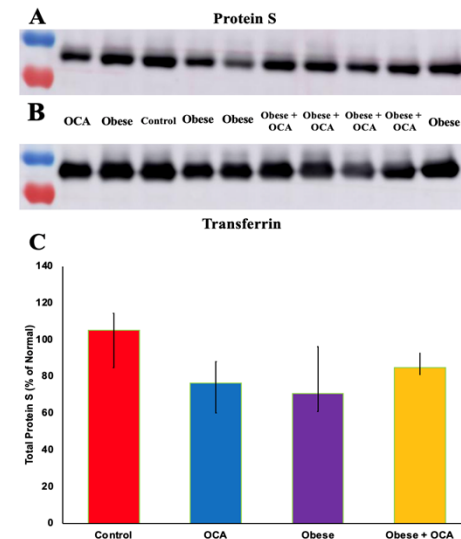 A
Protein S
B
OCA Obese Control Obese Obese Obese + OCA Obese + OCA Obese + OCA Obese + OCA Obese
Transferrin
C
Total Protein S (% of Normal)
140
120
100
80
60
40
20
0
Control OCA Obese Obese + OCA